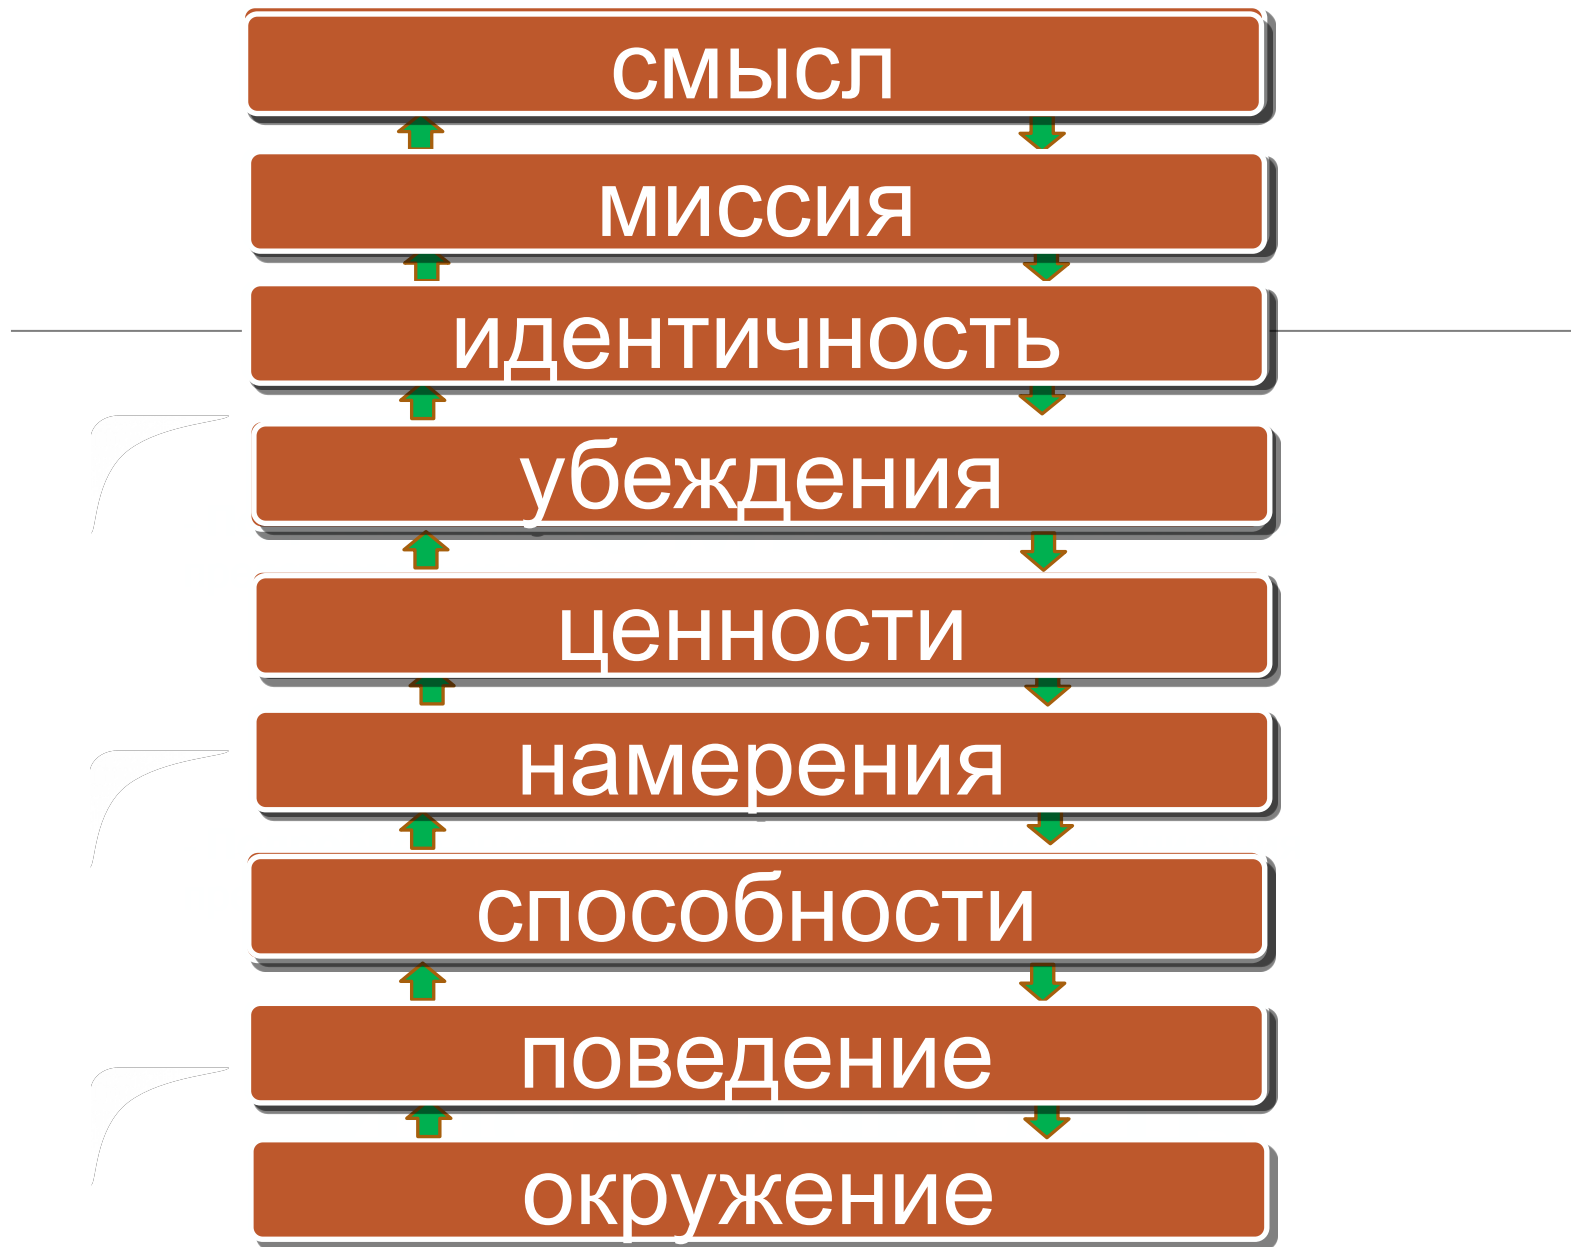 смысл
миссия
идентичность
убеждения
ценности
намерения
способности
поведение
окружение